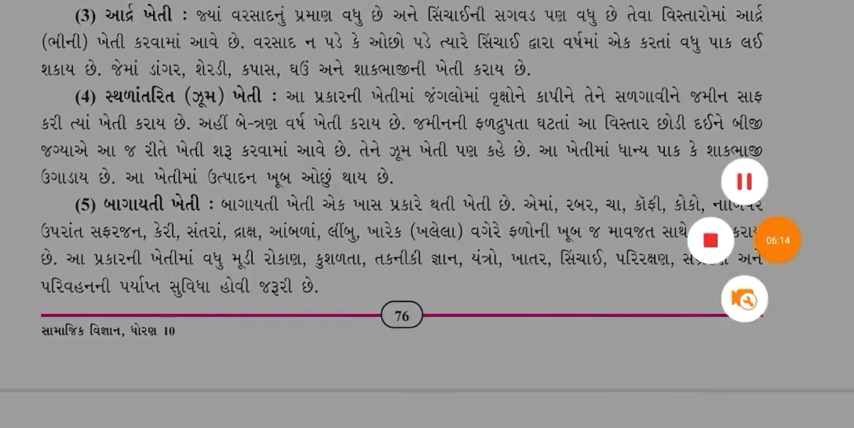 (3) આર્દ્ર ખેતી : જ્યાં વરસાદનું પ્રમાણ વધુ છે અને સિંચાઈની સગવડ પણ વધુ છે તેવા વિસ્તારોમાં આર્દ્ર
(ભીની) ખેતી કરવામાં આવે છે. વરસાદ ન પડે કે ઓછો પડે ત્યારે સિંચાઈ દ્વારા વર્ષમાં એક કરતાં વધુ પાક લઈ
શકાય છે. જેમાં ડાંગર, શેરડી, કપાસ, ઘઉં અને શાકભાજીની ખેતી કરાય છે.
(4) સ્થળાંતરિત (ઝૂમ) ખેતી : આ પ્રકારની ખેતીમાં જંગલોમાં વૃક્ષોને કાપીને તેને સળગાવીને જમીન સાફ
કરી ત્યાં ખેતી કરાય છે. અહીં બે-ત્રણ વર્ષ ખેતી કરાય છે. જમીનની ફળદ્રુપતા ઘટતાં આ વિસ્તાર છોડી દઈને બીજી
જગ્યાએ આ જ રીતે ખેતી શરૂ કરવામાં આવે છે. તેને ઝૂમ ખેતી પણ કહે છે. આ ખેતીમાં ધાન્ય પાક કે શાકભાજી
ઉગાડાય છે. આ ખેતીમાં ઉત્પાદન ખૂબ ઓછું થાય છે.
(5) બાગાયતી ખેતી : બાગાયતી ખેતી એક ખાસ પ્રકારે થતી ખેતી છે. એમાં, રબર, ચા, કૉફી, કોકો,
ઉપરાંત સફરજન, કેરી, સંતરાં, દ્રાક્ષ, આંબળાં, લીંબુ, ખારેક (ખલેલા) વગેરે ફળોની ખૂબ જ માવજત સાથે
છે. આ પ્રકારની ખેતીમાં વધુ મૂડી રોકાણ, કુશળતા, તકનીકી જ્ઞાન, યંત્રો, ખાતર, સિંચાઈ, પરિરક્ષણ, અને
પરિવહનની પર્યાપ્ત સુવિધા હોવી જરૂરી છે.
06:14
76
સામાજિક વિજ્ઞાન, ધોરણ 10